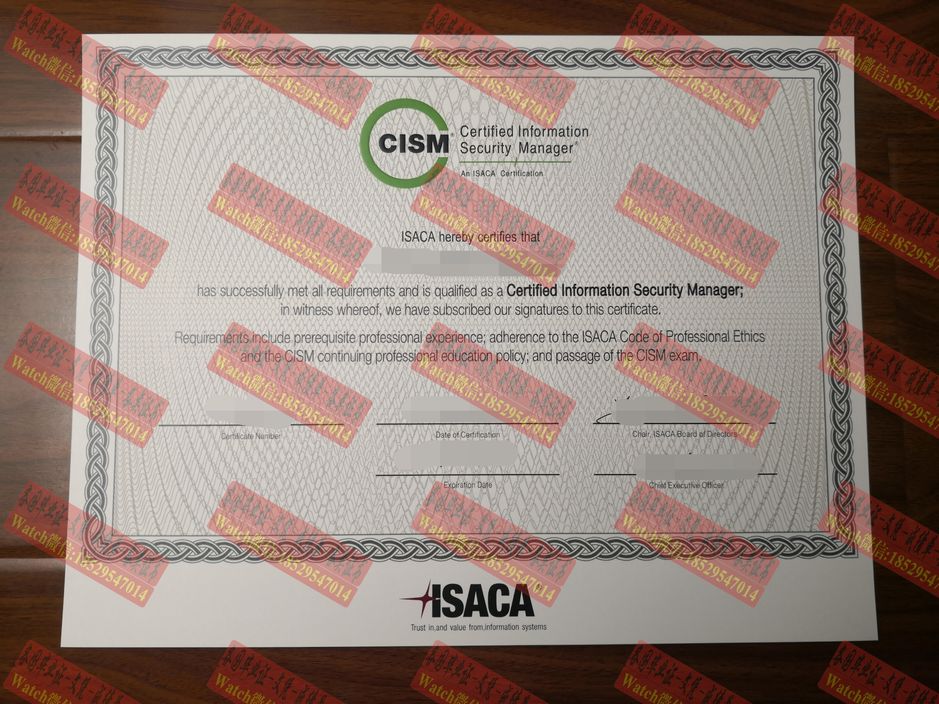 CISM®
Certified Information
Security Manager®
An ISACA Certification
ISACA hereby certifies that
has successfully met all requirements and is qualified as a Certified Information Security Manager;
in witness whereof, we have subscribed our signatures to this certificate.
Requirements include prerequisite professional experience; adherence to the ISACA Code of Professional Ethics
and the CISM continuing professional education policy; and passage of the CISM exam.
Certificate Number
Date of Certification
Chair, ISACA Board of Directors
Expiration Date
Chief Executive Officer
ISACA®
Trust in, and value from, information systems
Watch微信:18529547014